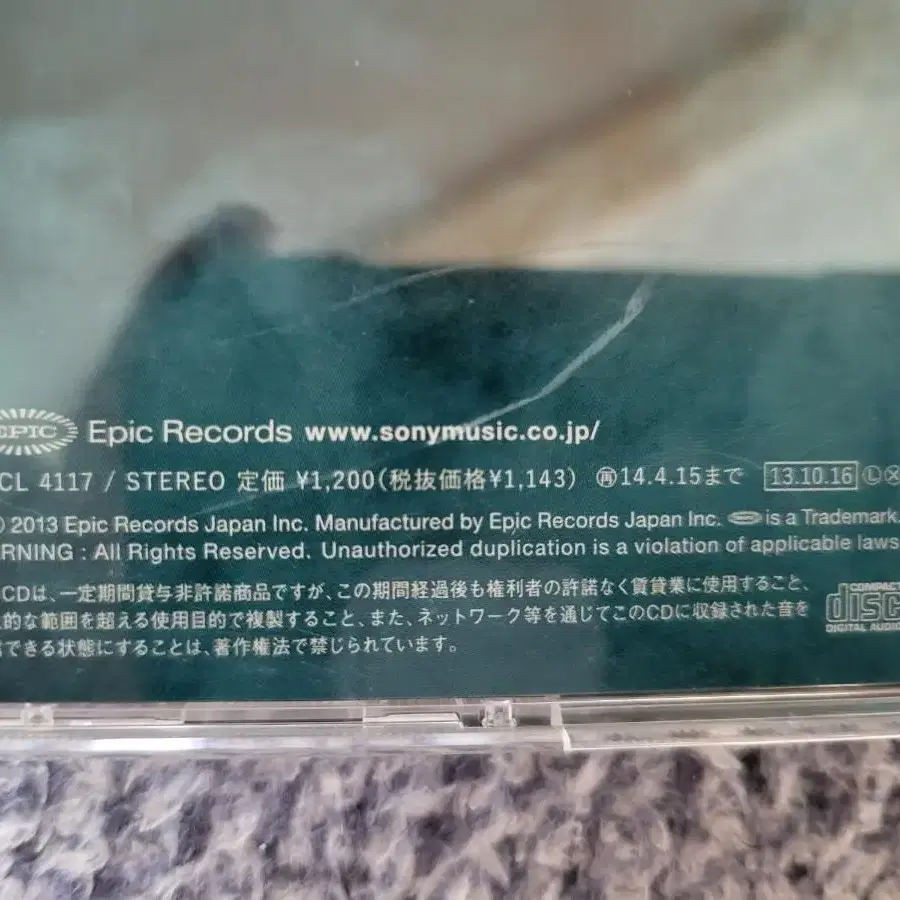 EPIC Epic Records www.sonymusic.co.jp/
CL 4117 / STEREO 定価 ¥1,200(税抜価格¥1,143) ㊐14.4.15まで 13.10.16 Ⓛ Ⓧ
2013 Epic Records Japan Inc. Manufactured by Epic Records Japan Inc. is a Trademark.
RNING : All Rights Reserved. Unauthorized duplication is a violation of applicable laws
CDは、一定期間貸与非許諾商品ですが、この期間経過後も権利者の許諾なく賃貸業に使用すること、
的な範囲を超える使用目的で複製すること、また、ネットワーク等を通じてこのCDに収録された音を
できる状態にすることは、著作権法で禁じられています。
COMPACT
disc
DIGITAL AUDIO